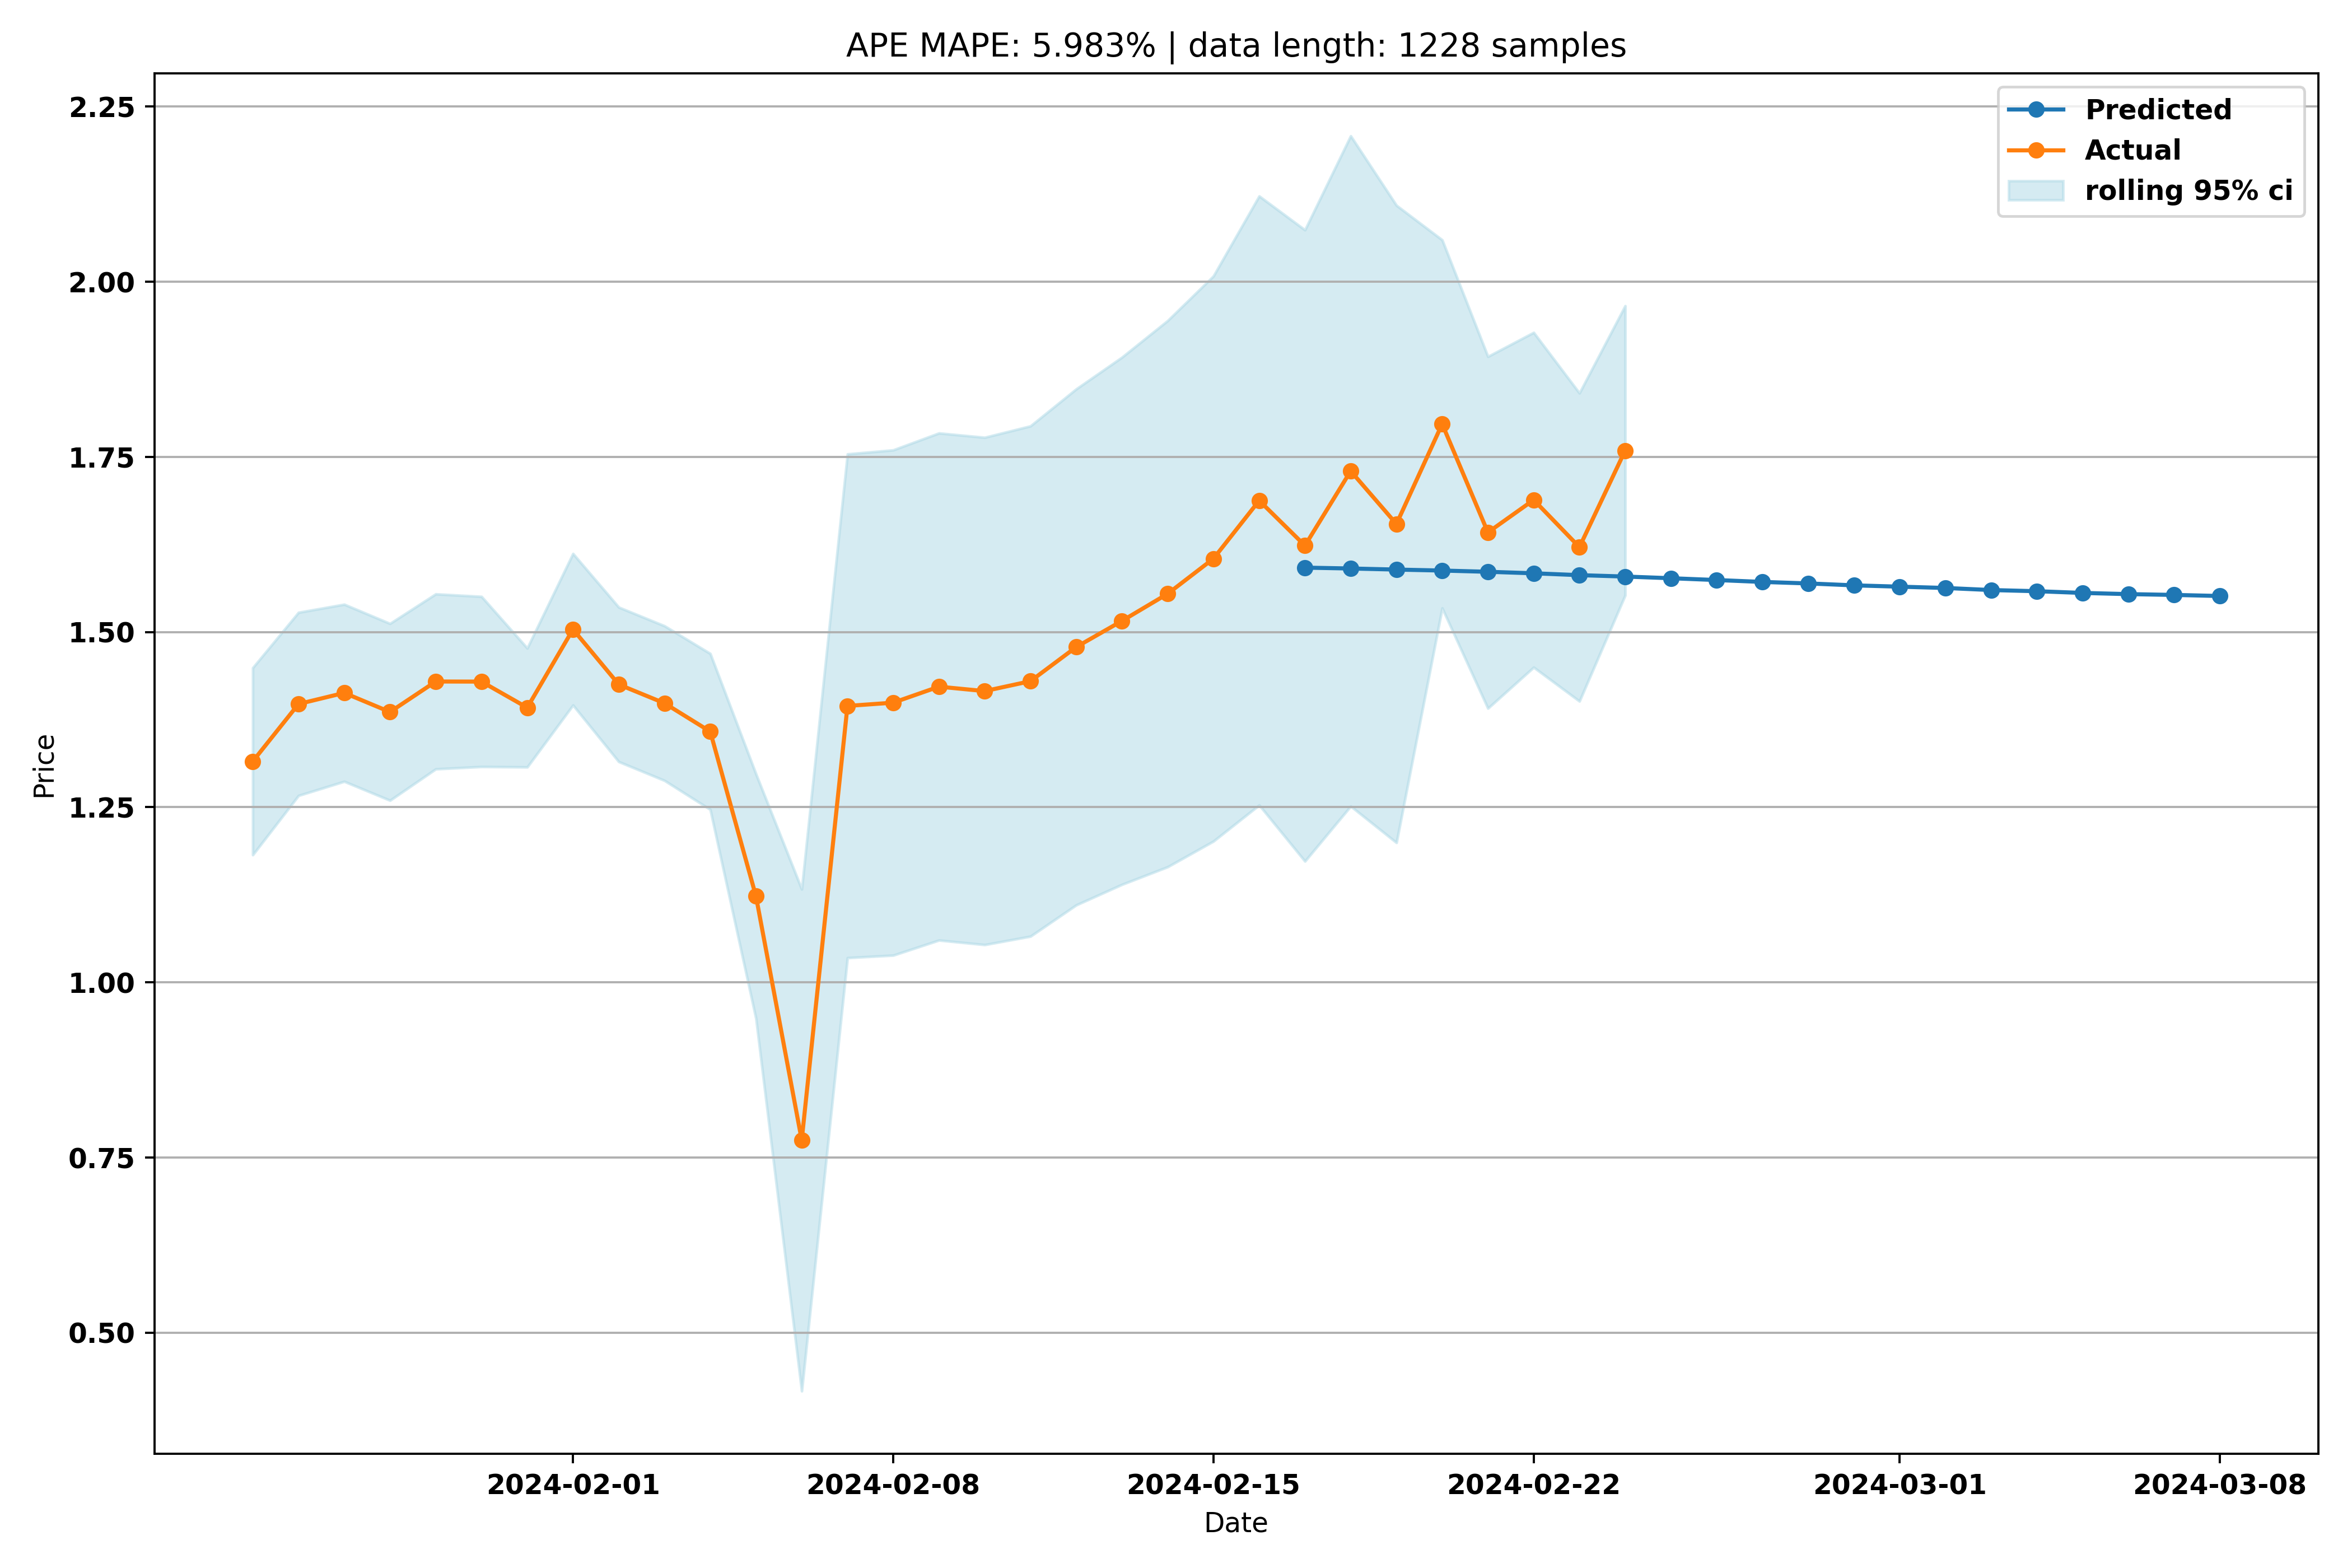 APE MAPE: 5.983% | data length: 1228 samples
Predicted
Actual
rolling 95% ci
2.25
2.00
1.75
1.50
1.25
1.00
0.75
0.50
Price
2024-02-01
2024-02-08
2024-02-15
2024-02-22
2024-03-01
2024-03-08
Date